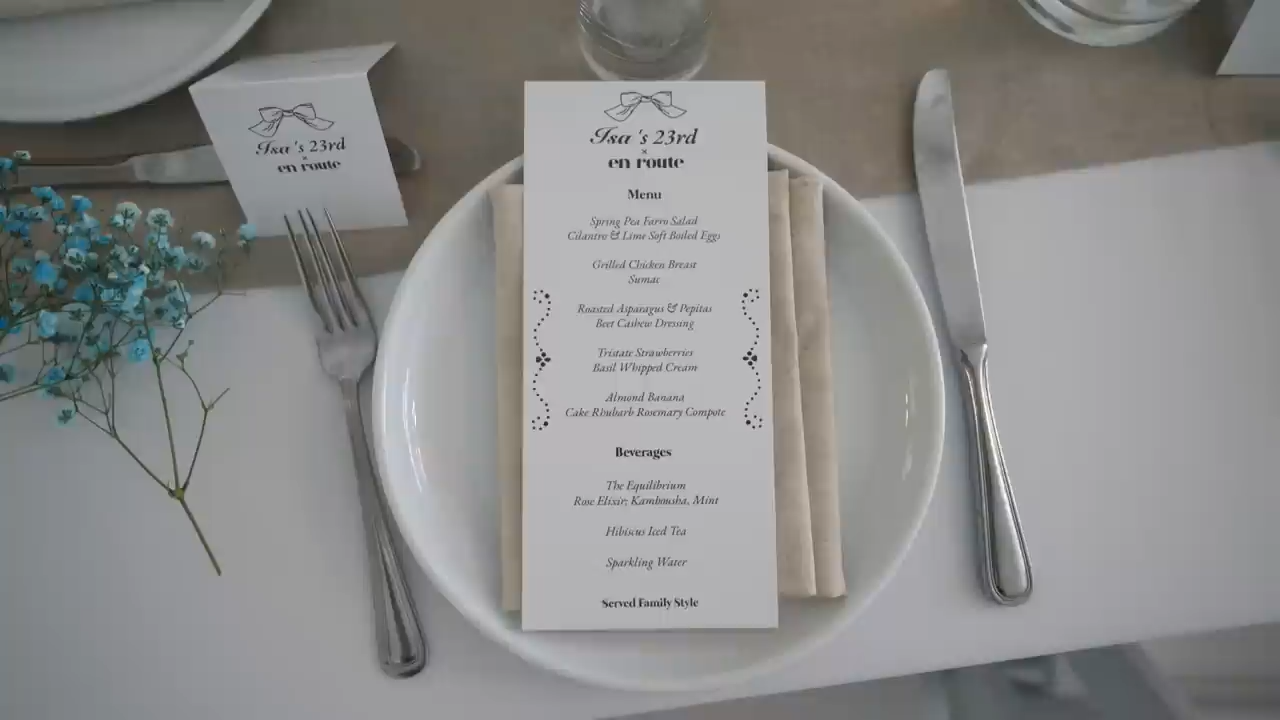 Isa's 23rd
×
en route
Isa's 23rd
×
en route
Menu
Spring Pea Farro Salad
Cilantro & Lime Soft Boiled Eggs
Grilled Chicken Breast
Sumac
Roasted Asparagus & Pepitas
Beet Cashew Dressing
Tristate Strawberries
Basil Whipped Cream
Almond Banana
Cake Rhubarb Rosemary Compote
Beverages
The Equilibrium
Rose Elixir, Kambousha, Mint
Hibiscus Iced Tea
Sparkling Water
Served Family Style